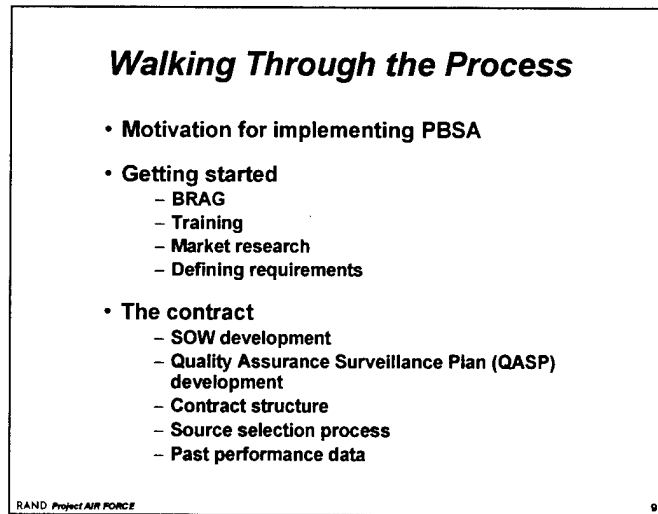 Walking Through the Process
• Motivation for implementing PBSA
• Getting started
– BRAG
– Training
– Market research
– Defining requirements
• The contract
– SOW development
– Quality Assurance Surveillance Plan (QASP)
development
– Contract structure
– Source selection process
– Past performance data
RAND Project AIR FORCE
9